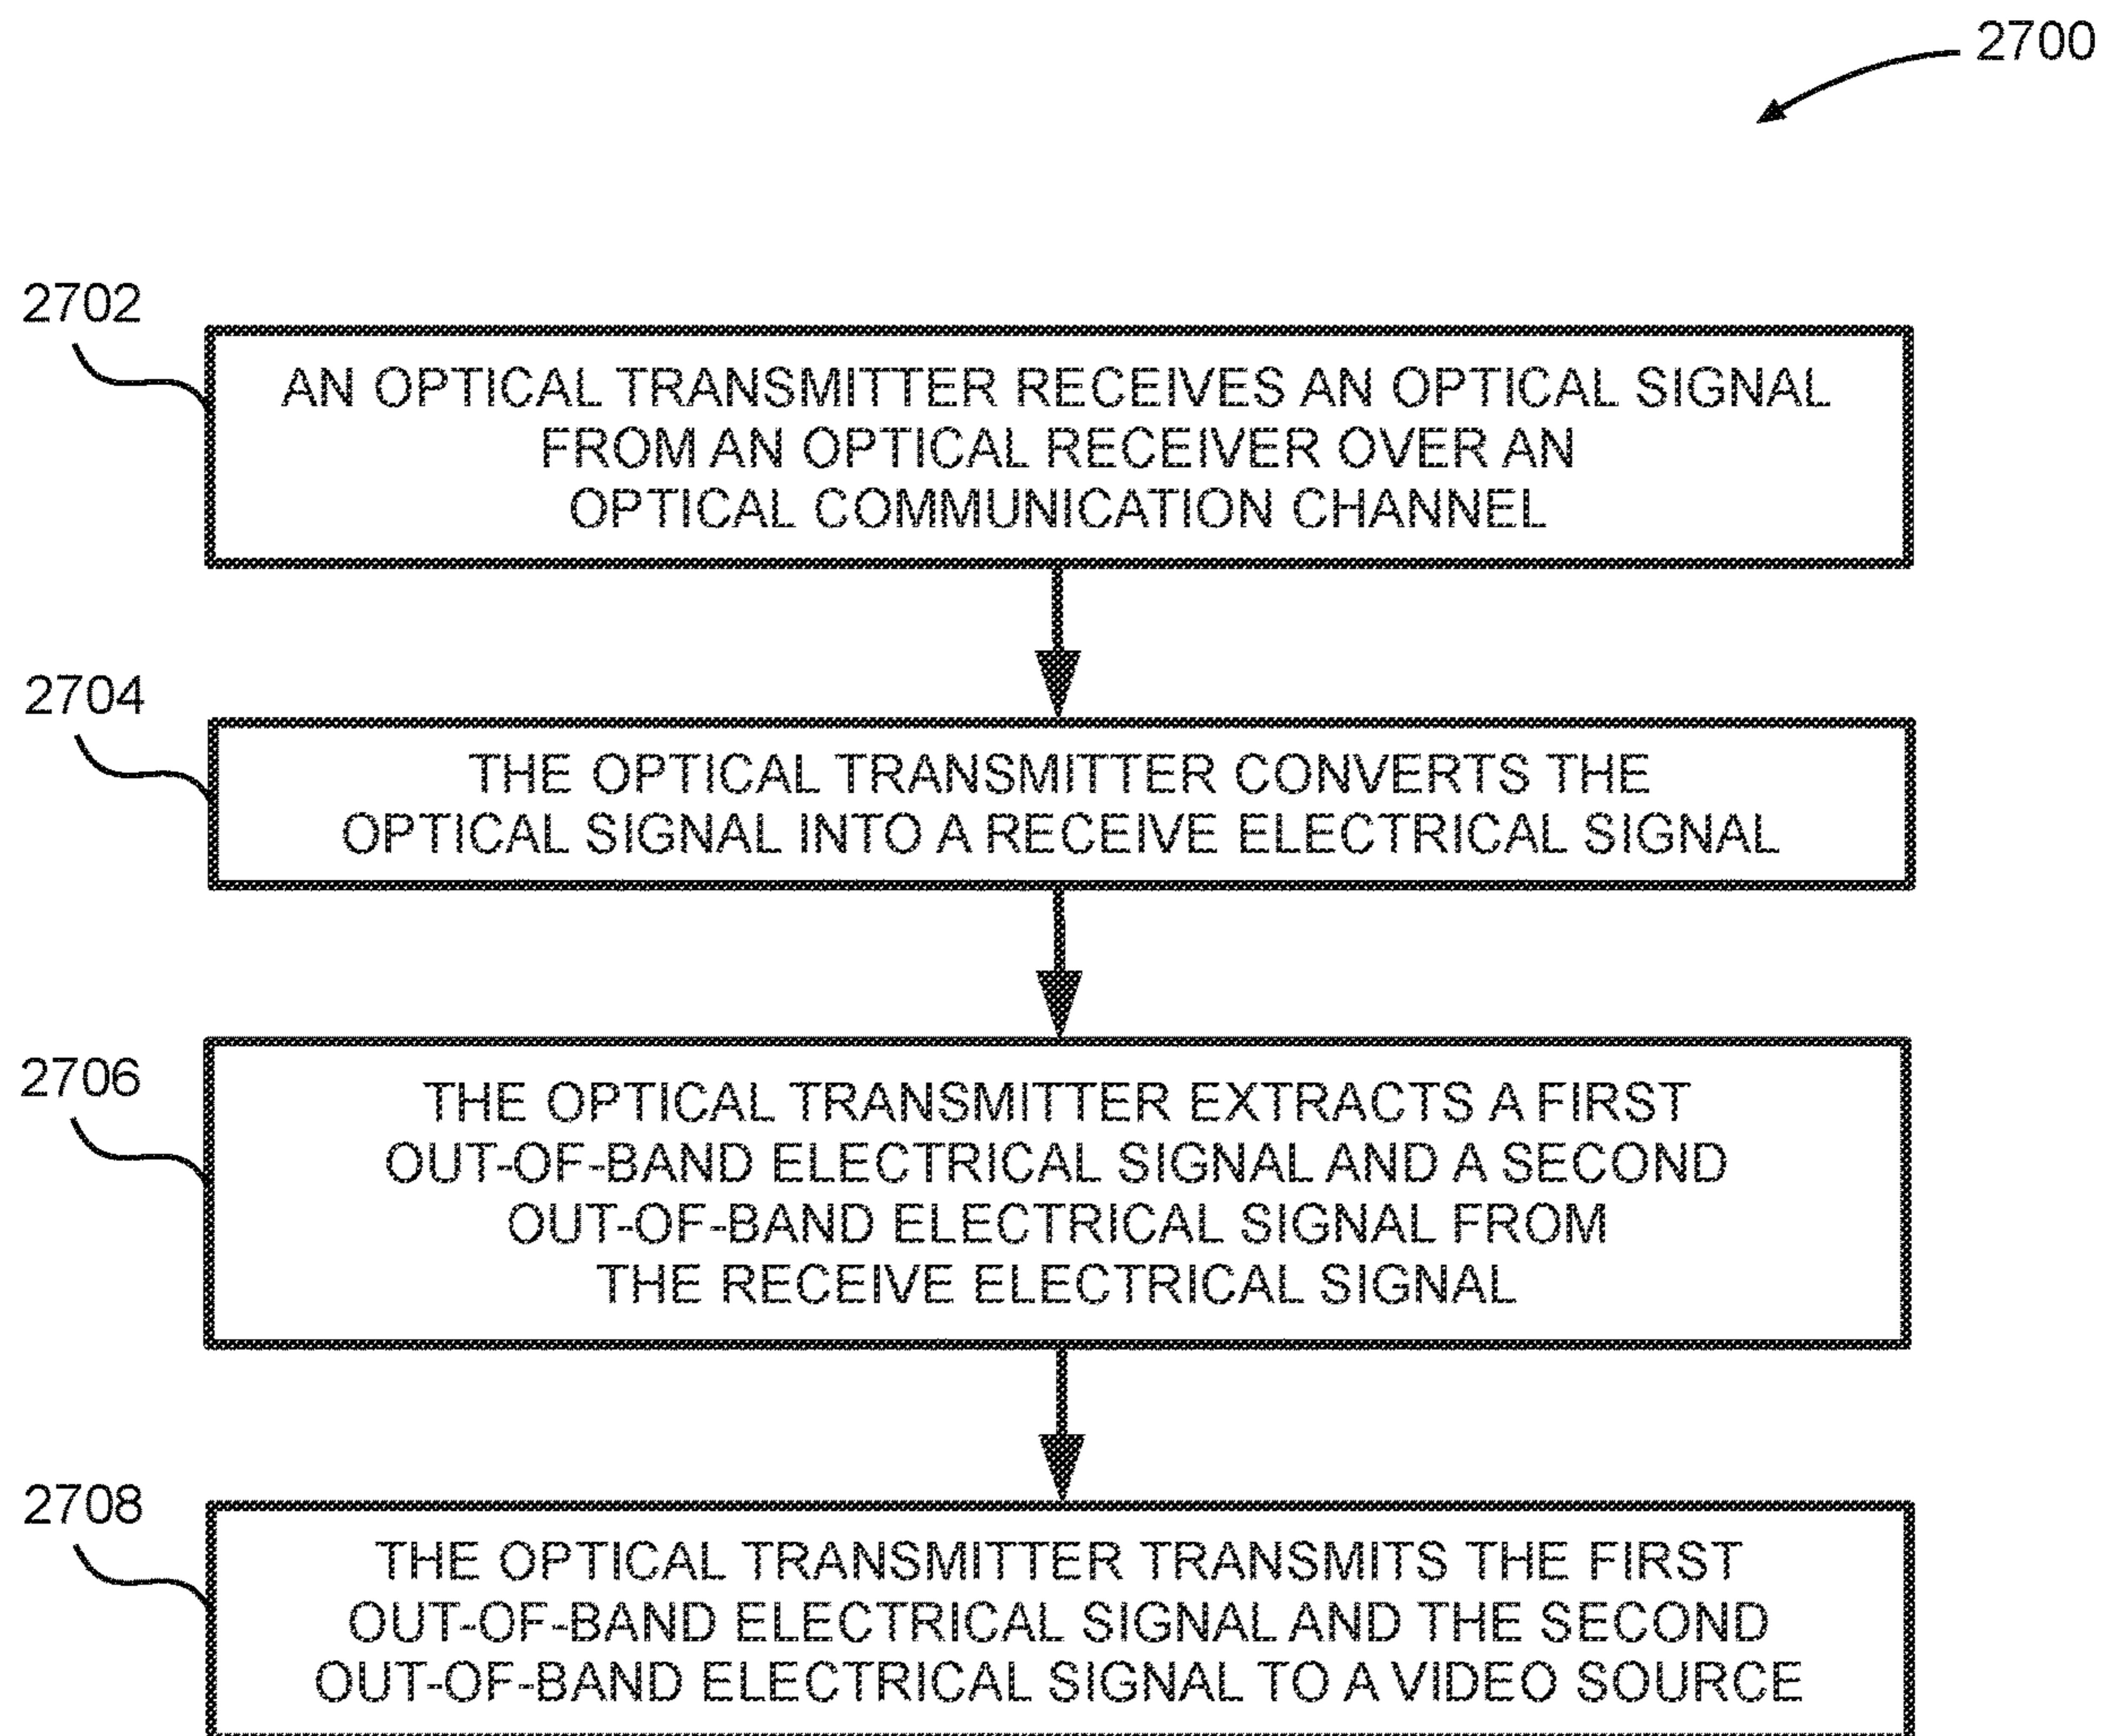 2700
2702
AN OPTICAL TRANSMITTER RECEIVES AN OPTICAL SIGNAL
FROM AN OPTICAL RECEIVER OVER AN
OPTICAL COMMUNICATION CHANNEL
2704
THE OPTICAL TRANSMITTER CONVERTS THE
OPTICAL SIGNAL INTO A RECEIVE ELECTRICAL SIGNAL
2706
THE OPTICAL TRANSMITTER EXTRACTS A FIRST
OUT-OF-BAND ELECTRICAL SIGNAL AND A SECOND
OUT-OF-BAND ELECTRICAL SIGNAL FROM
THE RECEIVE ELECTRICAL SIGNAL
2708
THE OPTICAL TRANSMITTER TRANSMITS THE FIRST
OUT-OF-BAND ELECTRICAL SIGNAL AND THE SECOND
OUT-OF-BAND ELECTRICAL SIGNAL TO A VIDEO SOURCE